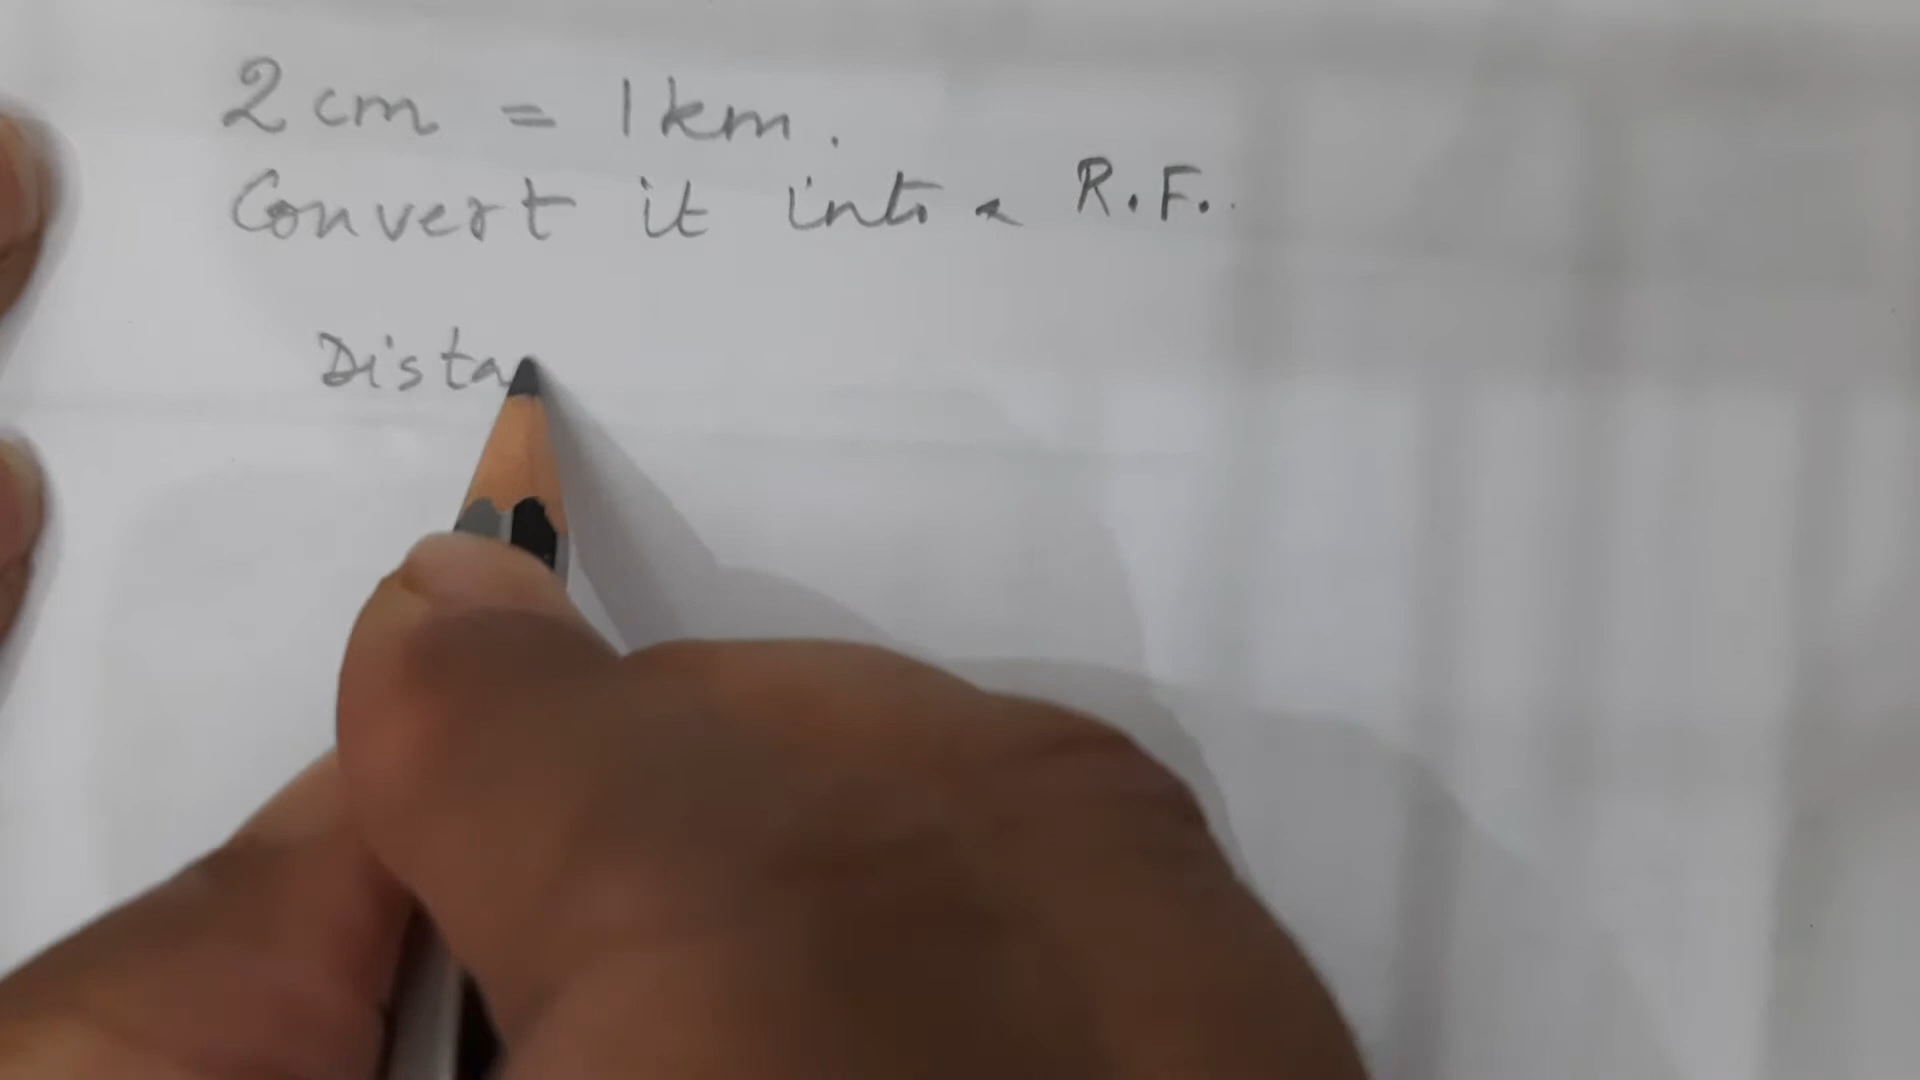 2 cm = 1 km.
Convert it into a R.F.
Dista